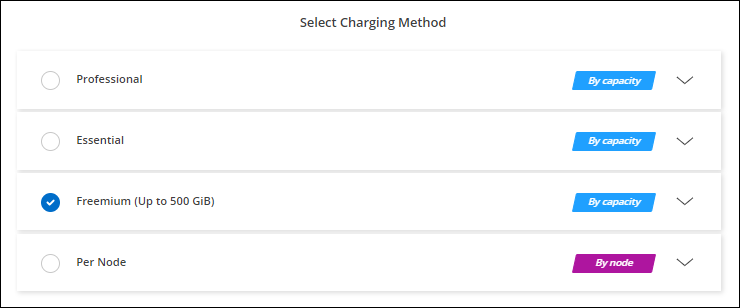 Select Charging Method
Professional By capacity
Essential By capacity
Freemium (Up to 500 GiB) By capacity
Per Node By node